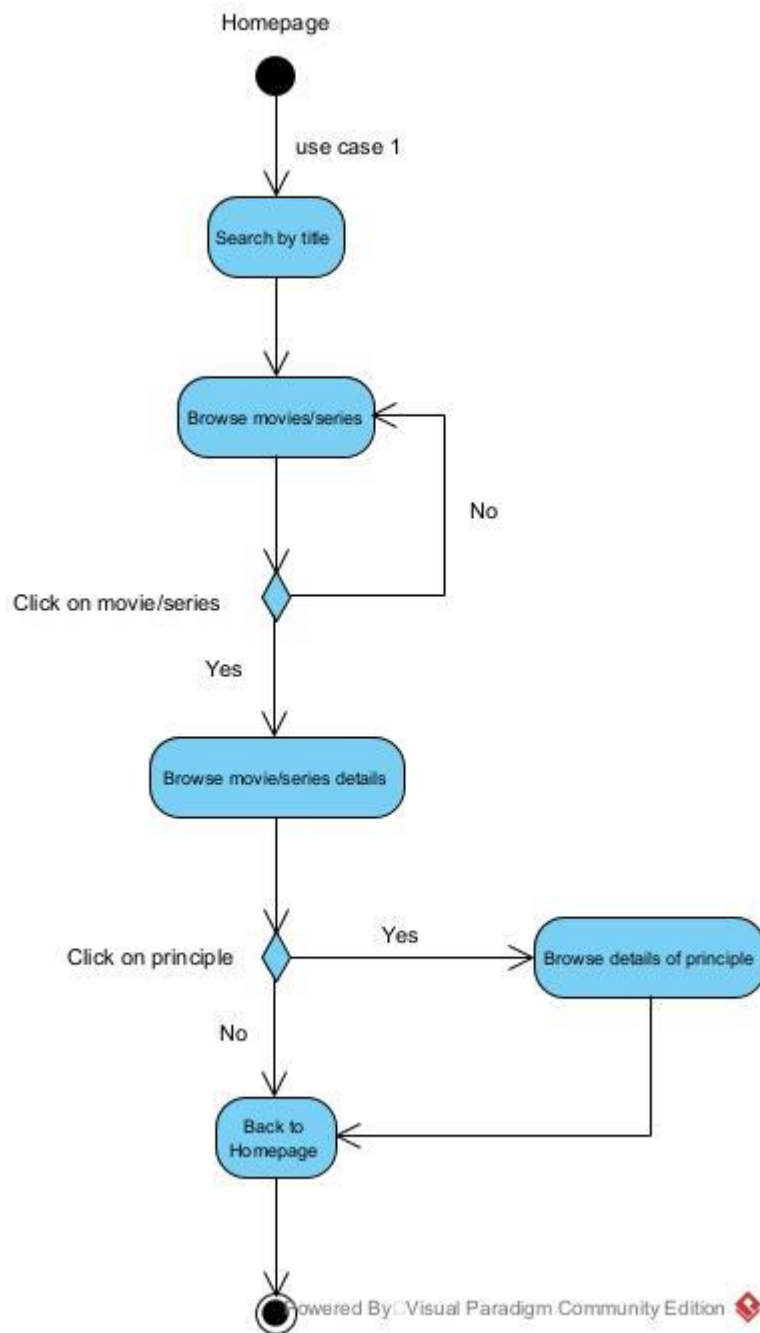 Homepage
use case 1
Search by title
Browse movies/series
No
Click on movie/series
Yes
Browse movie/series details
Click on principle
Yes
Browse details of principle
No
Back to
Homepage
owered By Visual Paradigm Community Edition